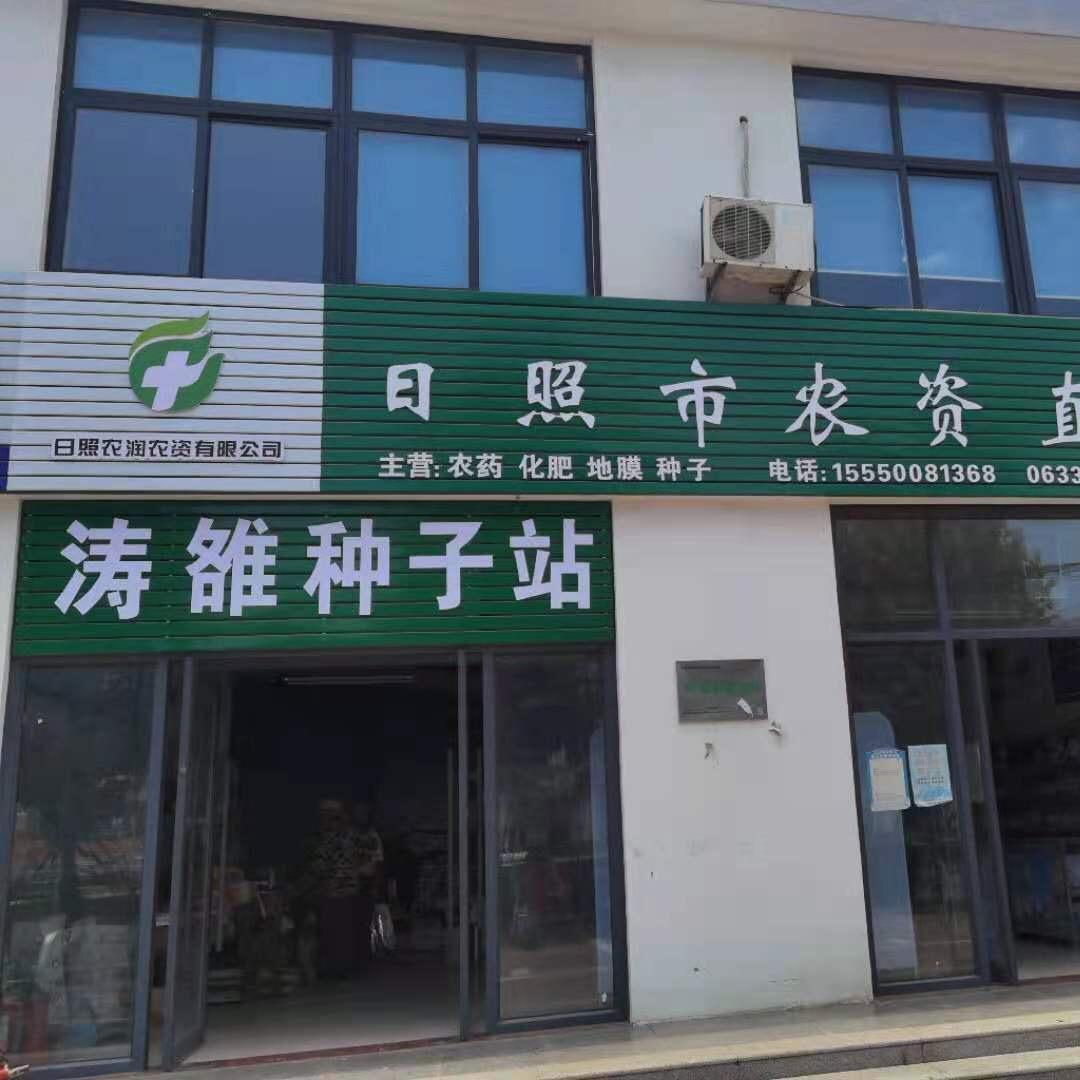 日照市农资直
日照农润农资有限公司
主营:农药 化肥 地膜 种子 电话:15550081368 0633
涛雒种子站